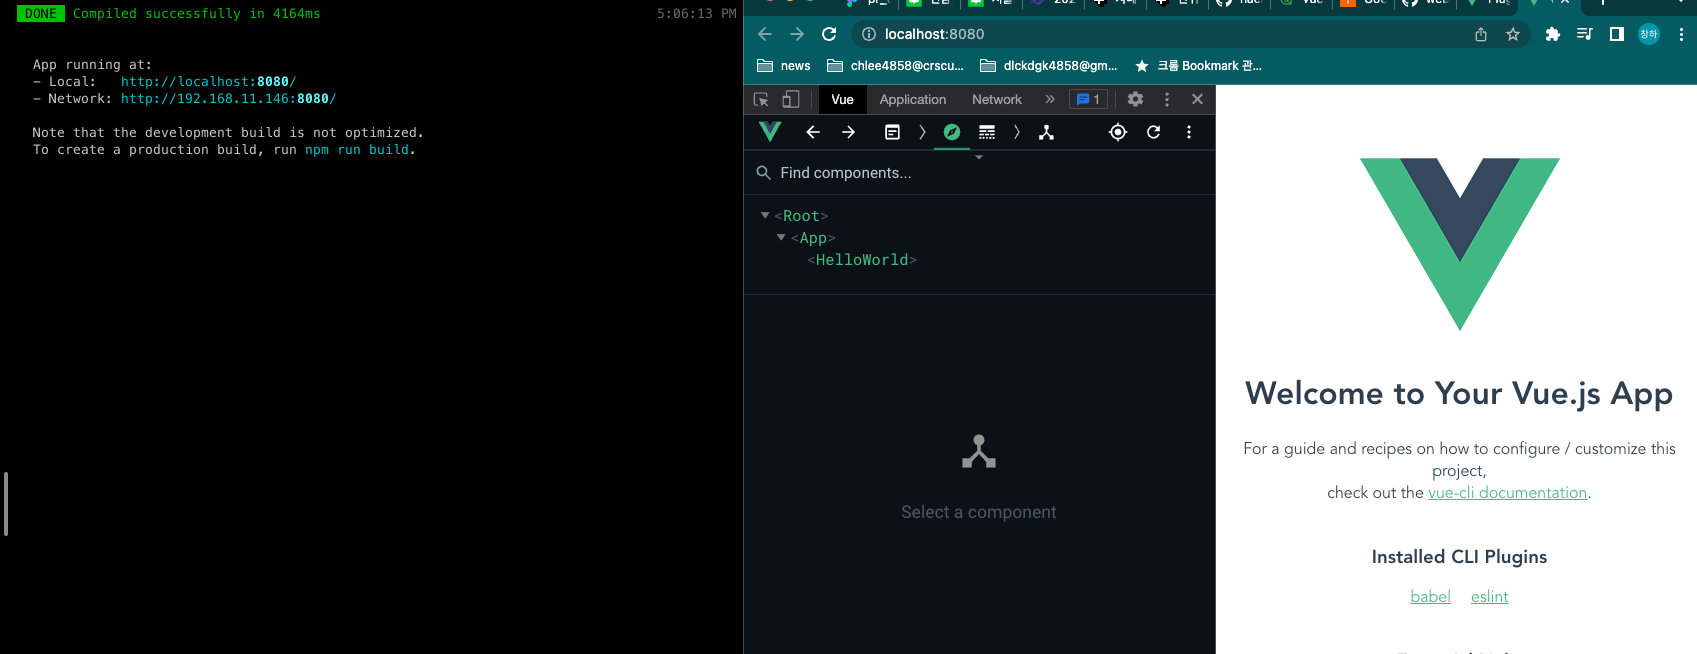 DONE Compiled successfully in 4164ms 5:06:13 PM
App running at:
- Local: http://localhost:8080/
- Network: http://192.168.11.146:8080/
Note that the development build is not optimized.
To create a production build, run npm run build.
localhost:8080
창하
news
chlee4858@crscu...
dlckdgk4858@gm...
크롬 Bookmark 관...
Vue
Application
Network
1
Find components...
<Root>
<App>
<HelloWorld>
Select a component
Welcome to Your Vue.js App
For a guide and recipes on how to configure / customize this
project,
check out the vue-cli documentation.
Installed CLI Plugins
babel eslint